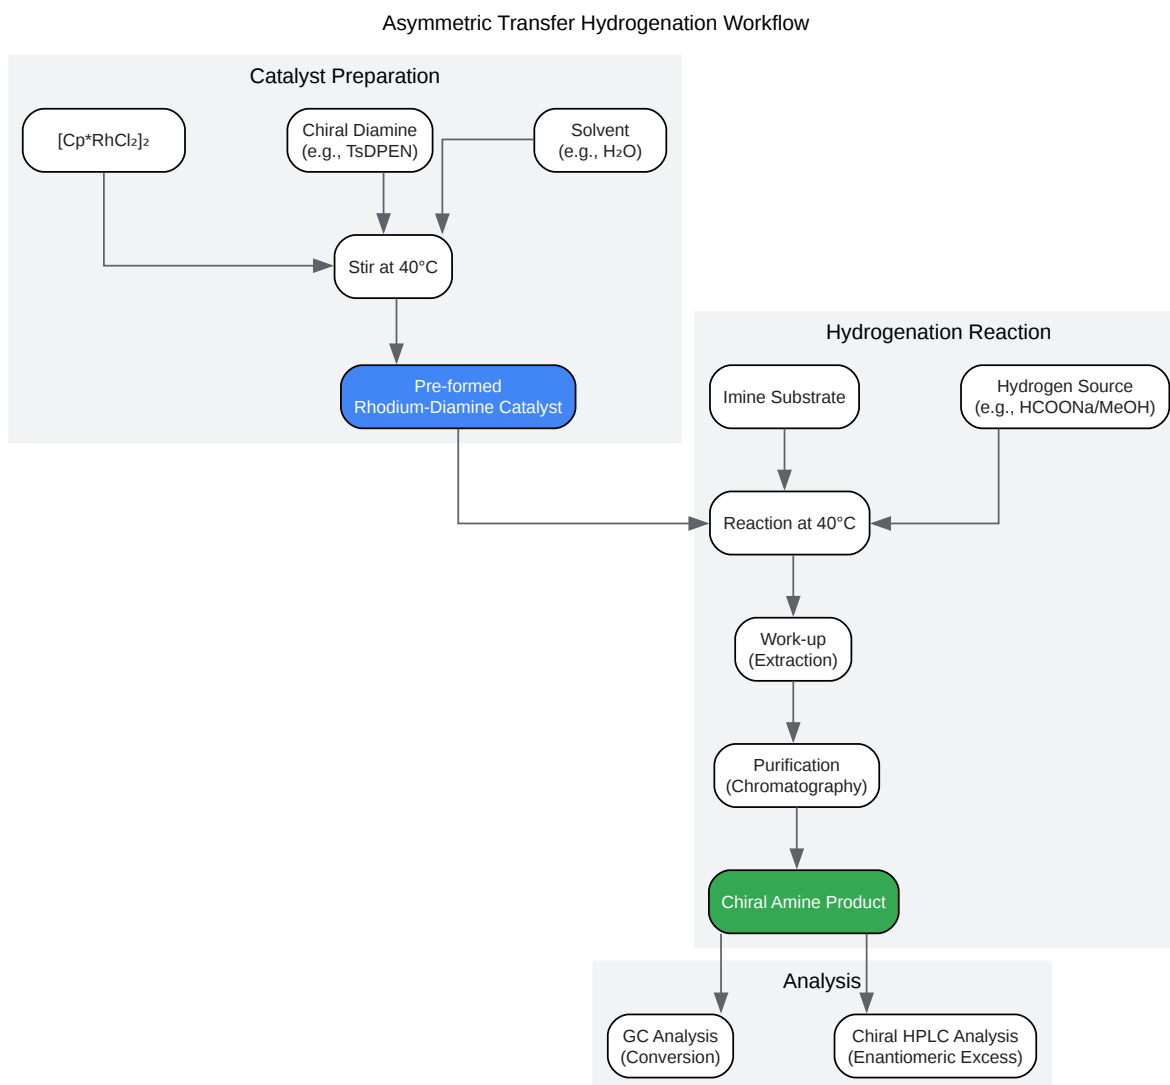 Asymmetric Transfer Hydrogenation Workflow
Catalyst Preparation
[Cp*RhCl₂]₂
Chiral Diamine
(e.g., TsDPEN)
Solvent
(e.g., H₂O)
Stir at 40°C
Pre-formed
Rhodium-Diamine Catalyst
Hydrogenation Reaction
Imine Substrate
Hydrogen Source
(e.g., HCOONa/MeOH)
Reaction at 40°C
Work-up
(Extraction)
Purification
(Chromatography)
Chiral Amine Product
Analysis
GC Analysis
(Conversion)
Chiral HPLC Analysis
(Enantiomeric Excess)